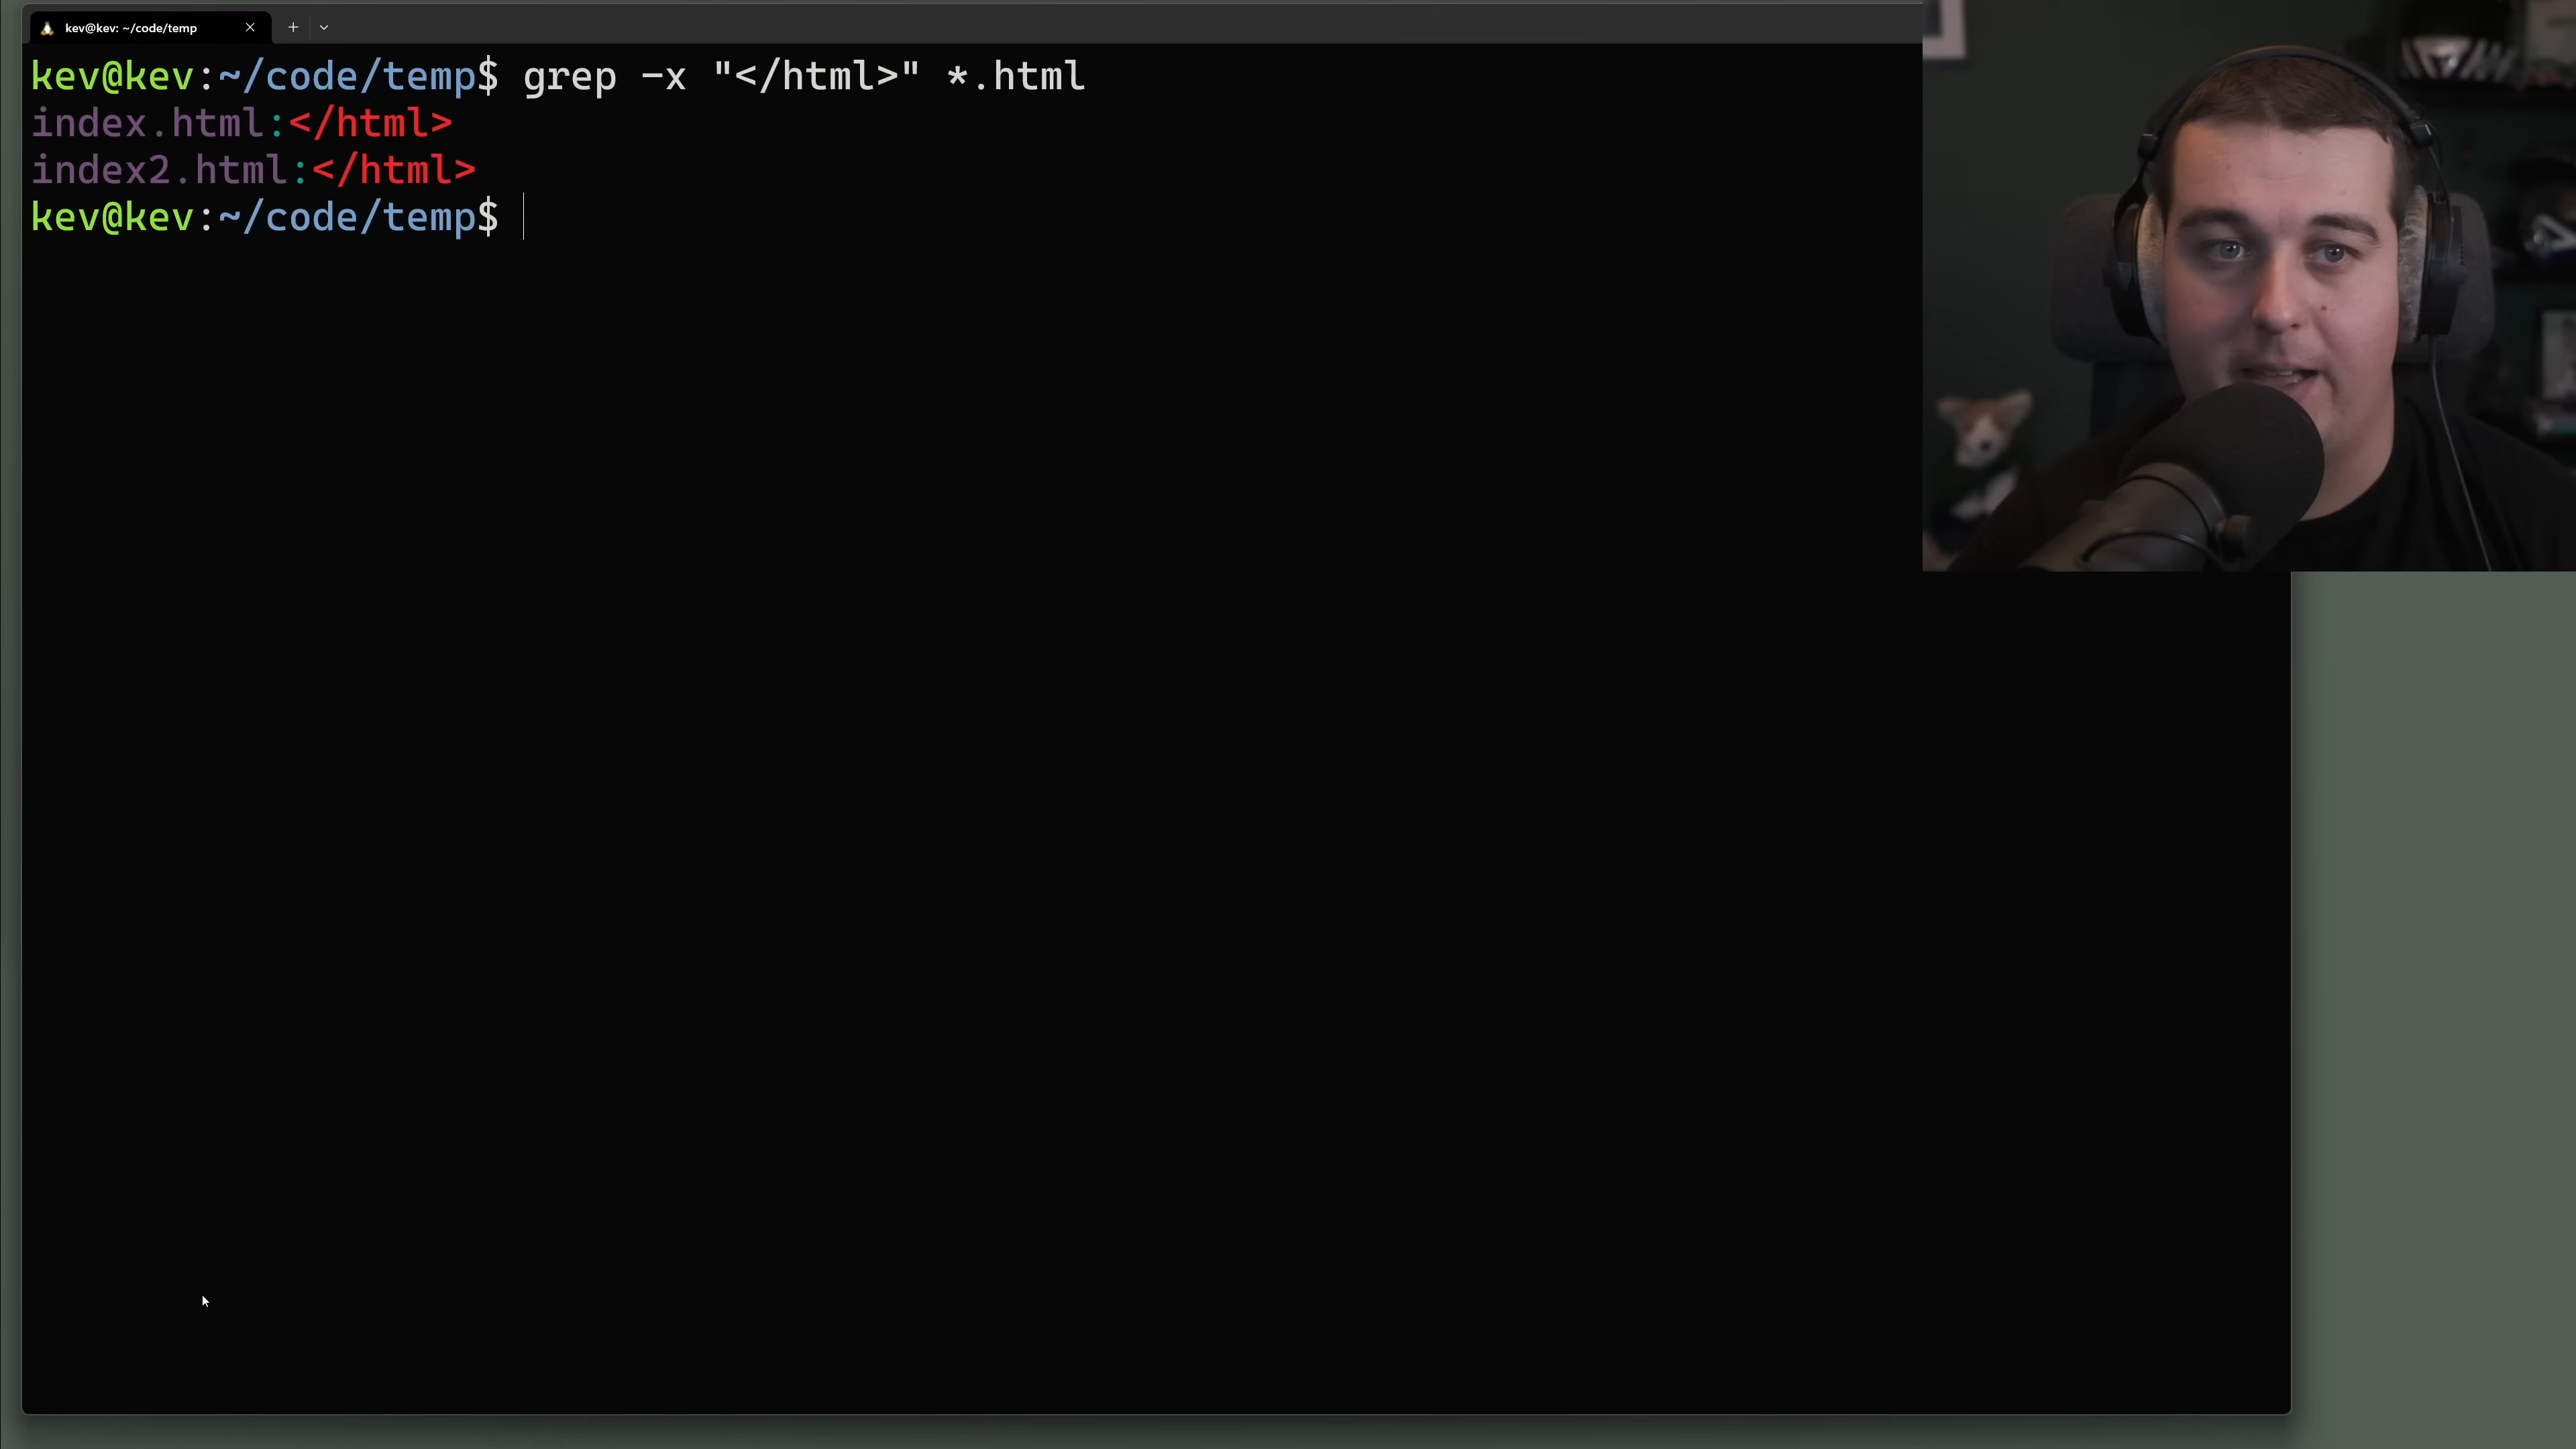 kev@kev: ~/code/temp
kev@kev:~/code/temp$ grep -x "</html>" *.html
index.html:</html>
index2.html:</html>
kev@kev:~/code/temp$